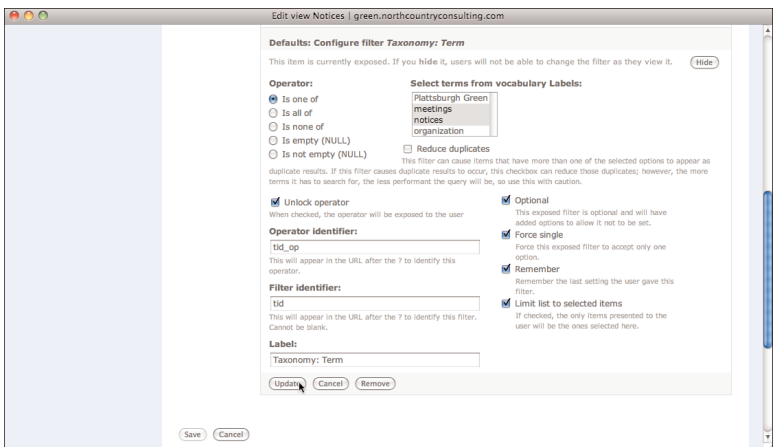 Edit view Notices | green.northcountryconsulting.com
Defaults: Configure filter Taxonomy: Term
This item is currently exposed. If you hide it, users will not be able to change the filter as they view it.
Hide
Operator:
Is one of
Is all of
Is none of
Is empty (NULL)
Is not empty (NULL)
Select terms from vocabulary Labels:
Plattsburgh Green
meetings
notices
organization
Reduce duplicates
This filter can cause items that have more than one of the selected options to appear as
duplicate results. If this filter causes duplicate results to occur, this checkbox can reduce those duplicates; however, the more
terms it has to search for, the less performant the query will be, so use this with caution.
Unlock operator
When checked, the operator will be exposed to the user
Operator identifier:
tid_op
This will appear in the URL after the ? to identify this
operator.
Filter identifier:
tid
This will appear in the URL after the ? to identify this filter.
Cannot be blank.
Label:
Taxonomy: Term
Optional
This exposed filter is optional and will have
added options to allow it not to be set.
Force single
Force this exposed filter to accept only one
option.
Remember
Remember the last setting the user gave this
filter.
Limit list to selected items
If checked, the only items presented to the
user will be the ones selected here.
Update Cancel Remove
Save Cancel